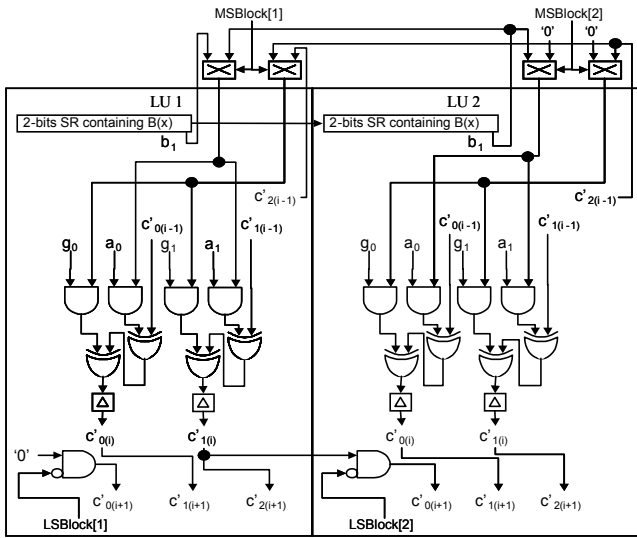 MSBlock[1] MSBlock[2]
'0' '0'
LU 1 LU 2
2-bits SR containing B(x) 2-bits SR containing B(x)
b1 b1
c'2(i-1) c'2(i-1)
c'0(i-1) c'1(i-1) c'0(i-1) c'1(i-1)
g0 a0 g1 a1 g0 a0 g1 a1
Δ Δ Δ Δ
c'0(i) c'1(i) c'0(i) c'1(i)
'0'
c'0(i+1) c'1(i+1) c'2(i+1) c'0(i+1) c'1(i+1) c'2(i+1)
LSBlock[1] LSBlock[2]